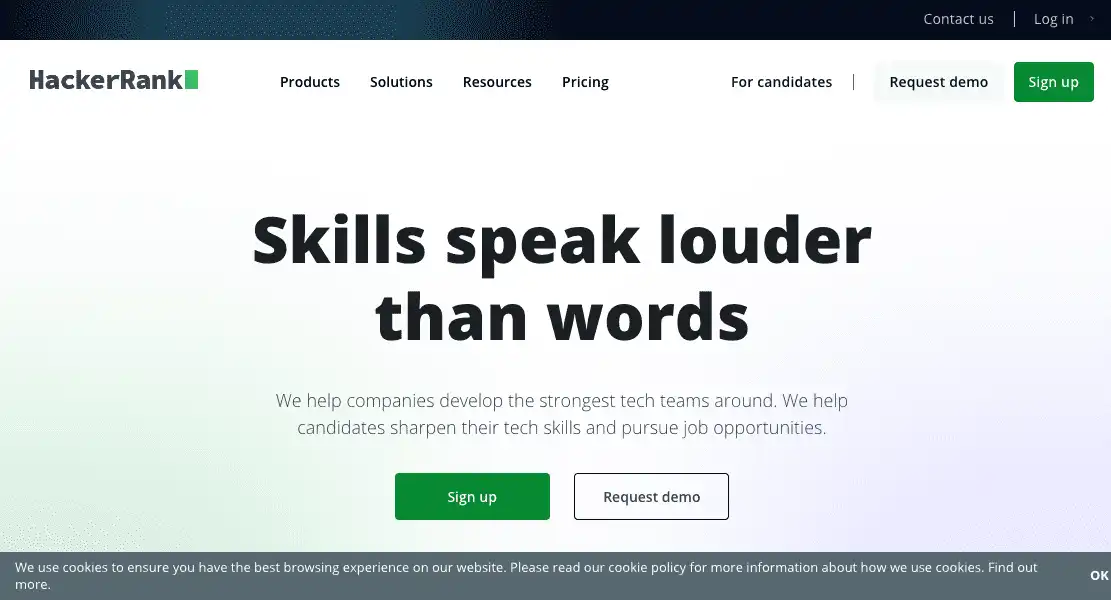 Contact us | Log in
HackerRank
Products Solutions Resources Pricing For candidates | Request demo Sign up
Skills speak louder
than words
We help companies develop the strongest tech teams around. We help
candidates sharpen their tech skills and pursue job opportunities.
Sign up Request demo
We use cookies to ensure you have the best browsing experience on our website. Please read our cookie policy for more information about how we use cookies. Find out
more.
OK